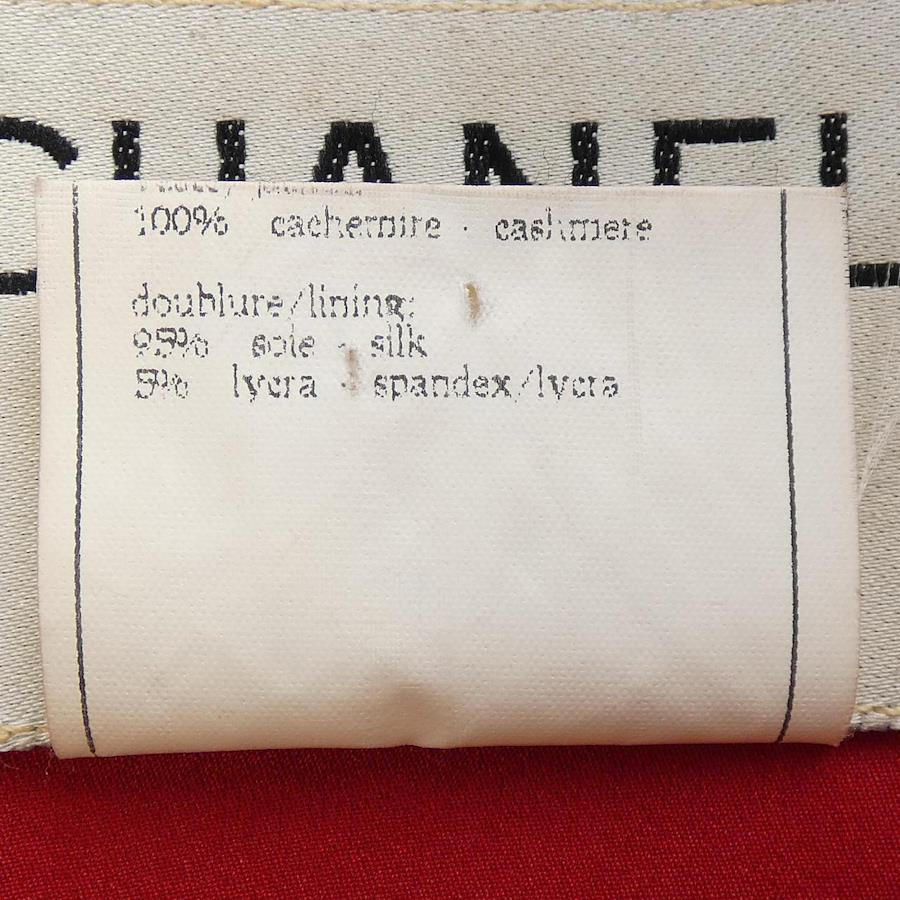 CHANEL
100% cachemire · cashmere
doublure/lining:
95% soie · silk
5% lycra · spandex/lycra